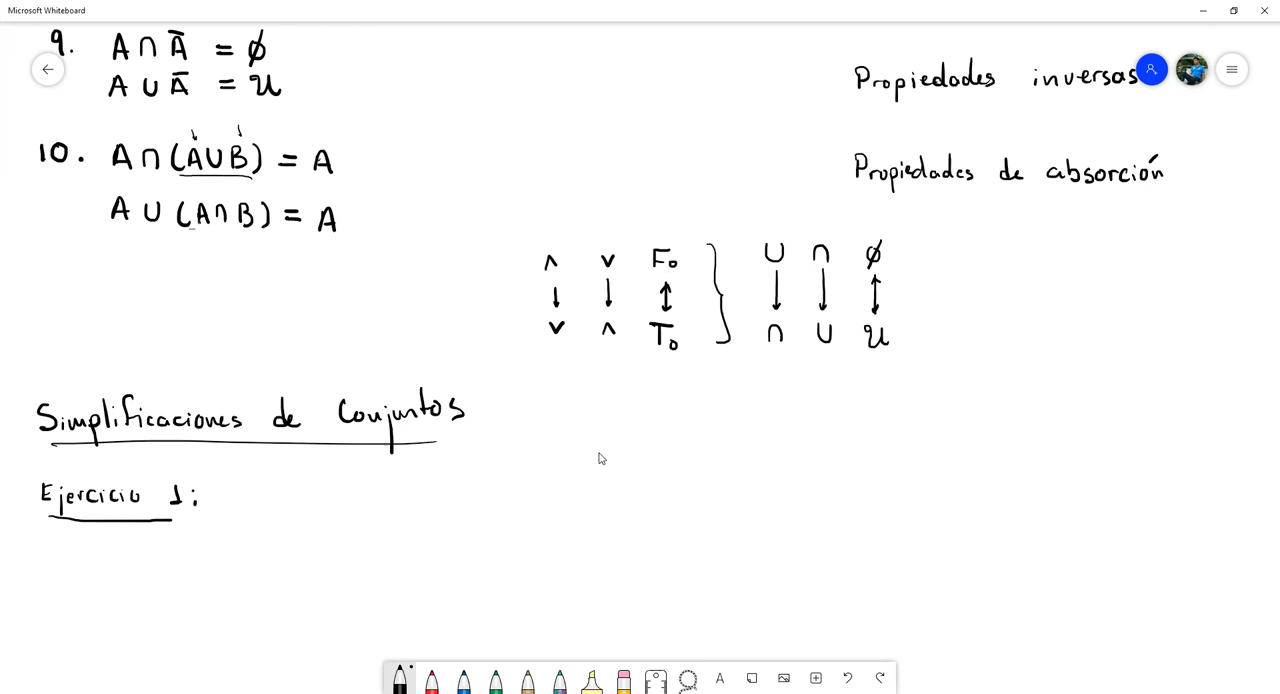 Microsoft Whiteboard
9. A ∩ Ā = ∅
A ∪ Ā = 𝒰
Propiedades inversas
10. A ∩ (A ∪ B) = A
Propiedades de absorción
A ∪ (A ∩ B) = A
∧ ∨ F₀ } ∪ ∩ ∅
↓ ↓ ↕ ↓ ↓ ↕
∨ ∧ T₀ ∩ ∪ 𝒰
Simplificaciones de Conjuntos
Ejercicio 1:
A